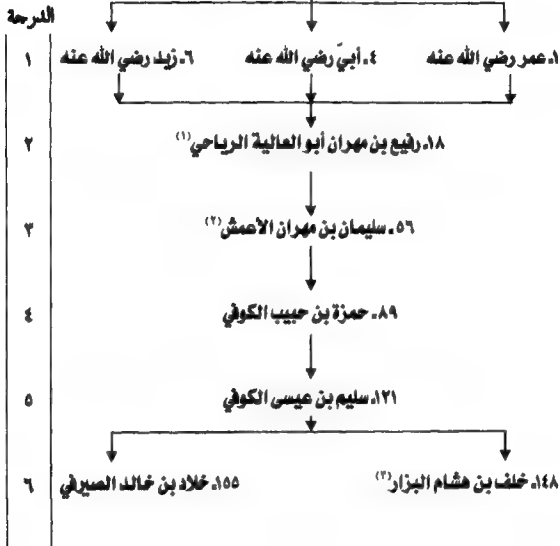 الدرجة
١ ١. عمر رضي الله عنه ٤. أبيّ رضي الله عنه ٦. زيد رضي الله عنه
٢ ١٨. رفيع بن مهران أبو العالية الرياحي (١)
٣ ٥٦. سليمان بن مهران الأعمش (٢)
٤ ٨٩. حمزة بن حبيب الكوفي
٥ ١٢١. سليم بن عيسى الكوفي
٦ ١٤٨. خلف بن هشام البزار (٣) ١٥٥. خلاد بن خالد الصيرفي